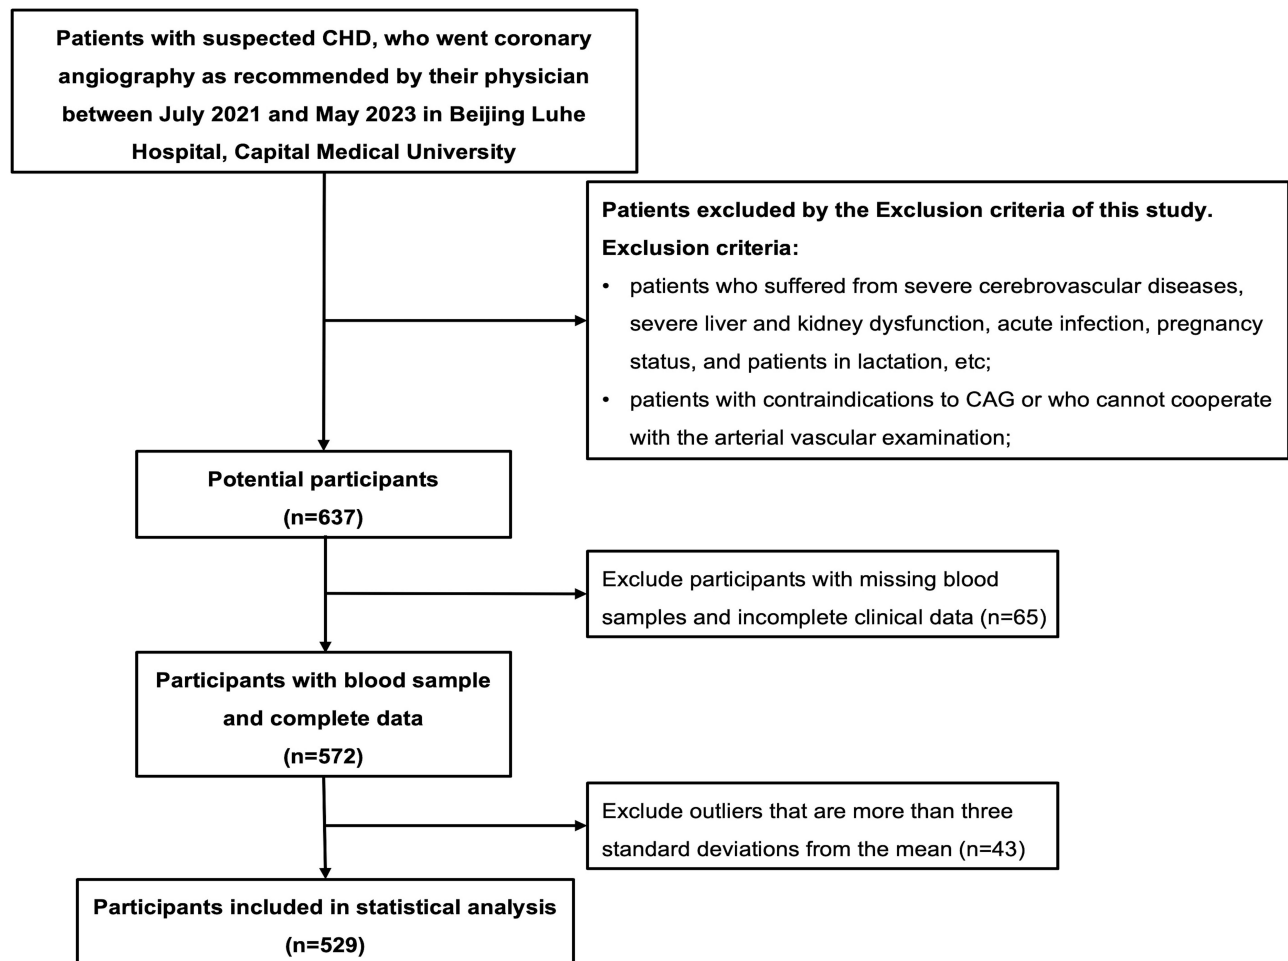 Patients with suspected CHD, who went coronary
angiography as recommended by their physician
between July 2021 and May 2023 in Beijing Luhe
Hospital, Capital Medical University
Patients excluded by the Exclusion criteria of this study.
Exclusion criteria:
• patients who suffered from severe cerebrovascular diseases,
severe liver and kidney dysfunction, acute infection, pregnancy
status, and patients in lactation, etc;
• patients with contraindications to CAG or who cannot cooperate
with the arterial vascular examination;
Potential participants
(n=637)
Exclude participants with missing blood
samples and incomplete clinical data (n=65)
Participants with blood sample
and complete data
(n=572)
Exclude outliers that are more than three
standard deviations from the mean (n=43)
Participants included in statistical analysis
(n=529)